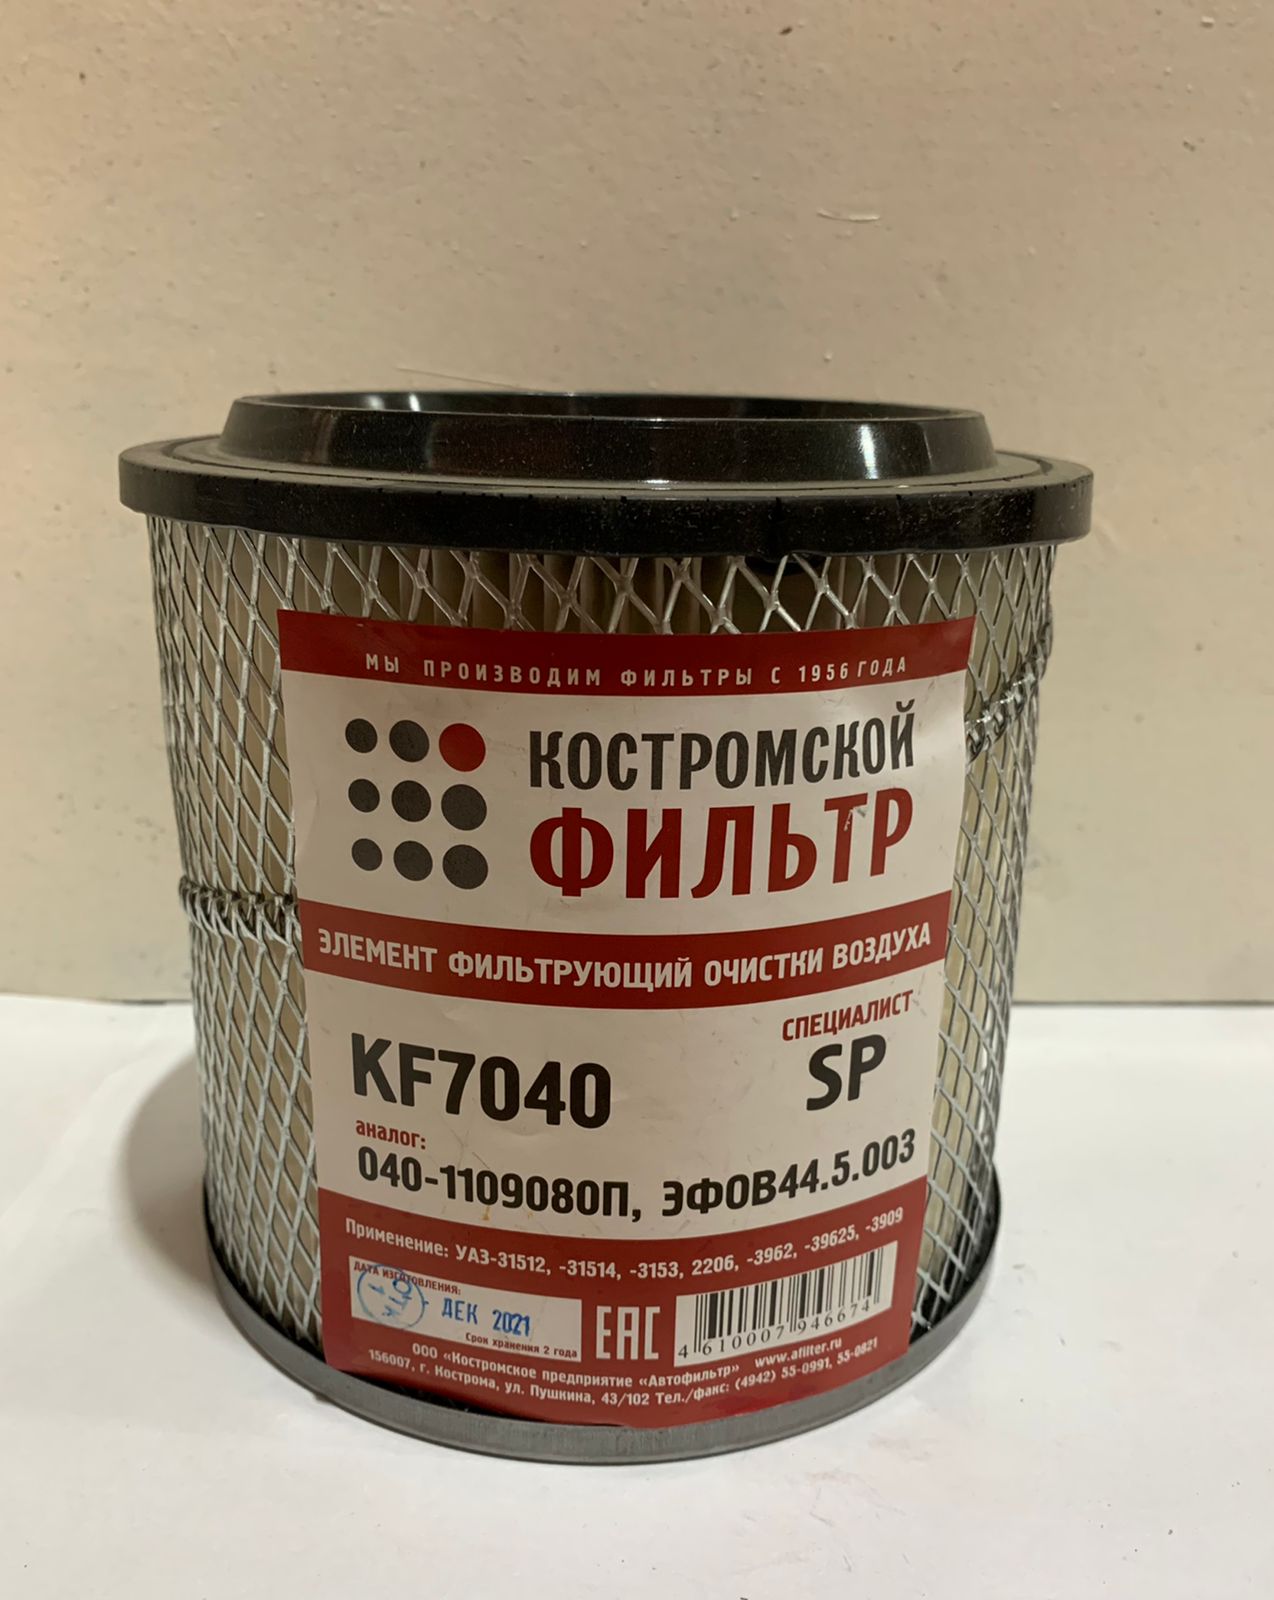 МЫ ПРОИЗВОДИМ ФИЛЬТРЫ С 1956 ГОДА
КОСТРОМСКОЙ
ФИЛЬТР
ЭЛЕМЕНТ ФИЛЬТРУЮЩИЙ ОЧИСТКИ ВОЗДУХА
СПЕЦИАЛИСТ
KF7040 SP
аналог:
040-1109080П, ЭФОВ44.5.003
Применение: УАЗ-31512, -31514, -3153, 2206, -3962, -39625, -3909
ДАТА ИЗГОТОВЛЕНИЯ:
ОТК 1
ДЕК 2021
Срок хранения 2 года
ЕАС
4 610007 946674
ООО «Костромское предприятие «Автофильтр» www.afilter.ru
156007, г. Кострома, ул. Пушкина, 43/102 Тел./факс: (4942) 55-0991, 55-0821